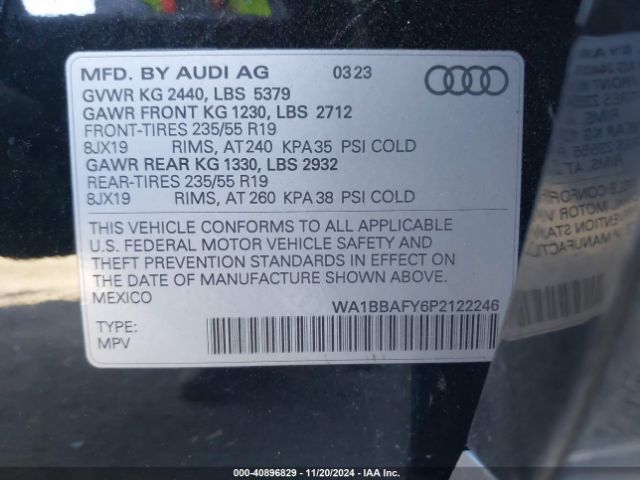 MFD. BY AUDI AG 03 23
GVWR KG 2440, LBS 5379
GAWR FRONT KG 1230, LBS 2712
FRONT-TIRES 235/55 R19
8JX19 RIMS, AT 240 KPA 35 PSI COLD
GAWR REAR KG 1330, LBS 2932
REAR-TIRES 235/55 R19
8JX19 RIMS, AT 260 KPA 38 PSI COLD
THIS VEHICLE CONFORMS TO ALL APPLICABLE
U.S. FEDERAL MOTOR VEHICLE SAFETY AND
THEFT PREVENTION STANDARDS IN EFFECT ON
THE DATE OF MANUFACTURE SHOWN ABOVE.
MEXICO
WA1BBAFY6P2122246
TYPE:
MPV
000-40896829 - 11/20/2024 - IAA Inc.